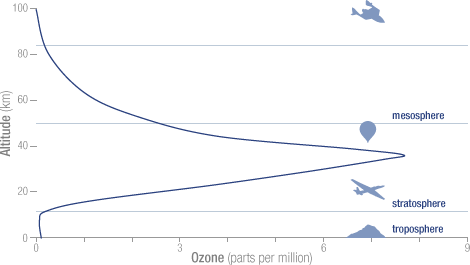 100
80
60
40
20
0
Altitude (km)
mesosphere
stratosphere
troposphere
0
3
6
9
Ozone (parts per million)